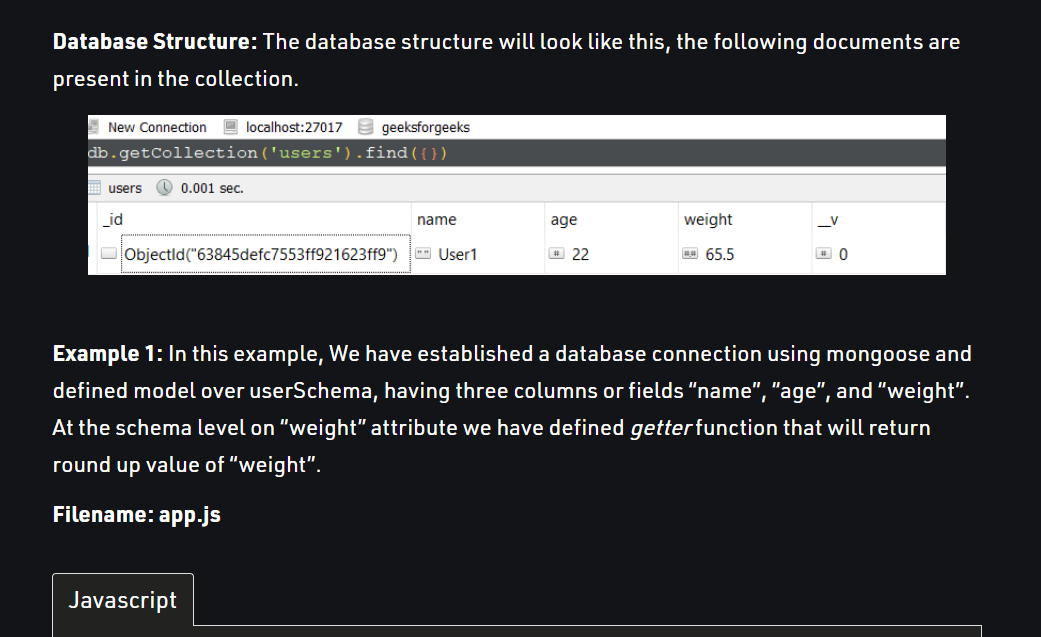 Database Structure: The database structure will look like this, the following documents are
present in the collection.
New Connection localhost:27017 geeksforgeeks
db.getCollection('users').find({})
users 0.001 sec.
_id name age weight __v
ObjectId("63845defc7553ff921623ff9") User1 22 65.5 0
Example 1: In this example, We have established a database connection using mongoose and
defined model over userSchema, having three columns or fields “name”, “age”, and “weight”.
At the schema level on “weight” attribute we have defined getter function that will return
round up value of “weight”.
Filename: app.js
Javascript